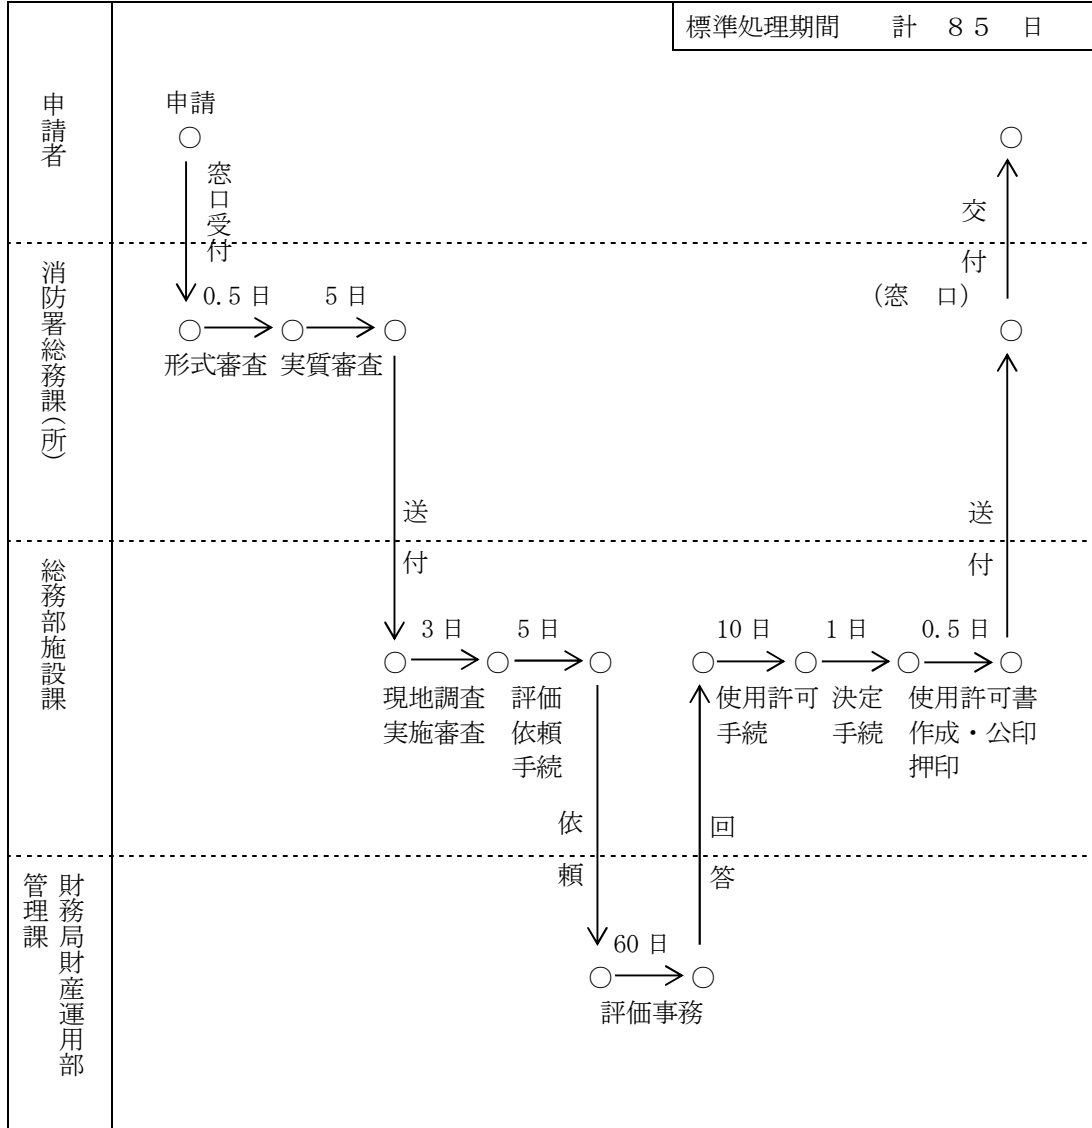 標準処理期間　計　８５　日
申請者
申請
窓口受付
交付
消防署総務課(所)
0.5 日
5 日
(窓　口)
形式審査
実質審査
送付
送付
総務部施設課
3 日
5 日
10 日
1 日
0.5 日
現地調査
実施審査
評価
依頼
手続
使用許可
手続
決定
手続
使用許可書
作成・公印
押印
依頼
回答
財務局財産運用部
管理課
60 日
評価事務